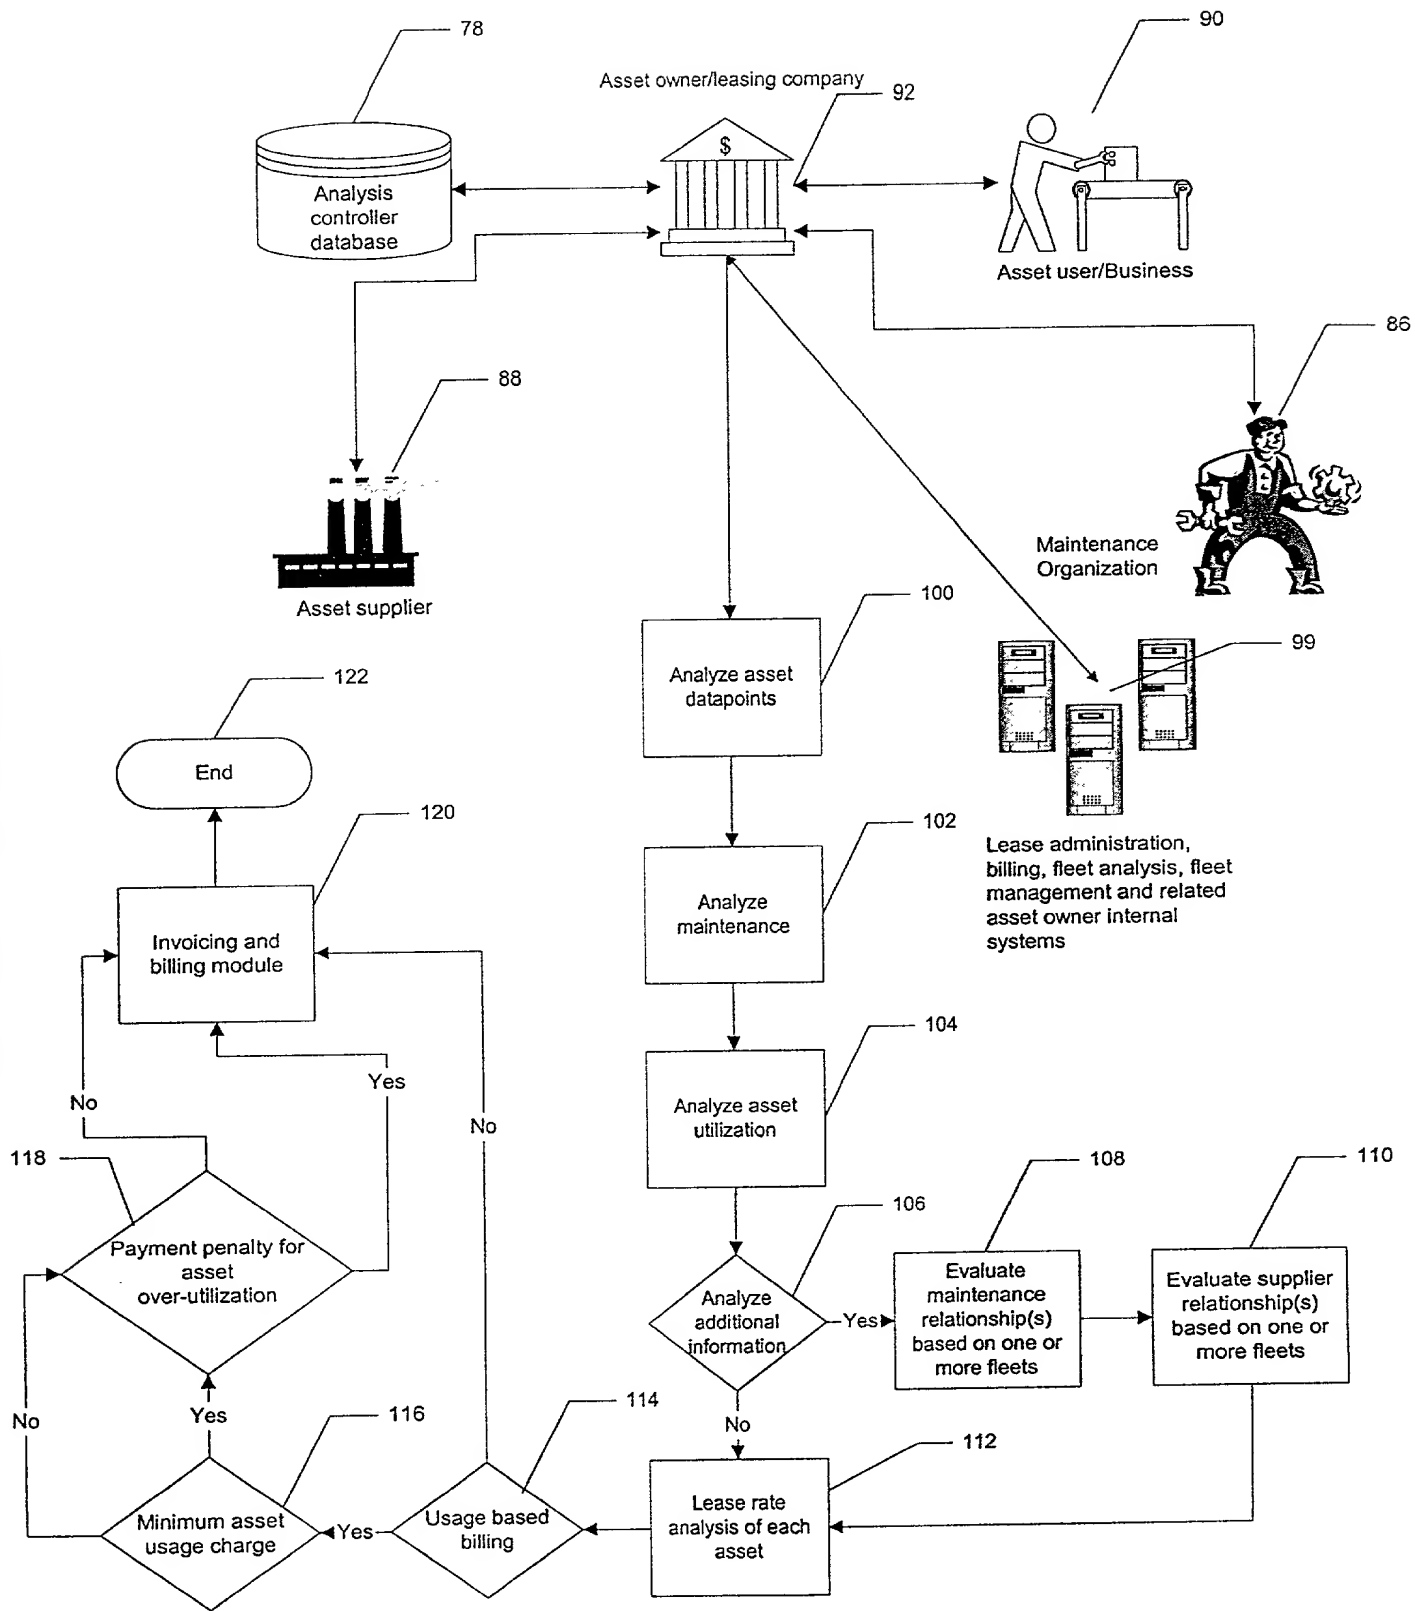 78
90
Asset owner/leasing company
92
$
Analysis
controller
database
Asset user/Business
86
88
Maintenance
Organization
Asset supplier
100
99
Analyze asset
datapoints
122
End
120
102
Lease administration,
billing, fleet analysis, fleet
management and related
asset owner internal
systems
Analyze
maintenance
Invoicing and
billing module
104
Yes
No
No
Analyze asset
utilization
118
108
110
106
Payment penalty for
asset
over-utilization
Evaluate
maintenance
relationship(s)
based on one or
more fleets
Evaluate supplier
relationship(s)
based on one or
more fleets
Analyze
additional
information
Yes
No
Yes
116
114
No
112
Minimum asset
usage charge
Yes
Usage based
billing
Lease rate
analysis of each
asset